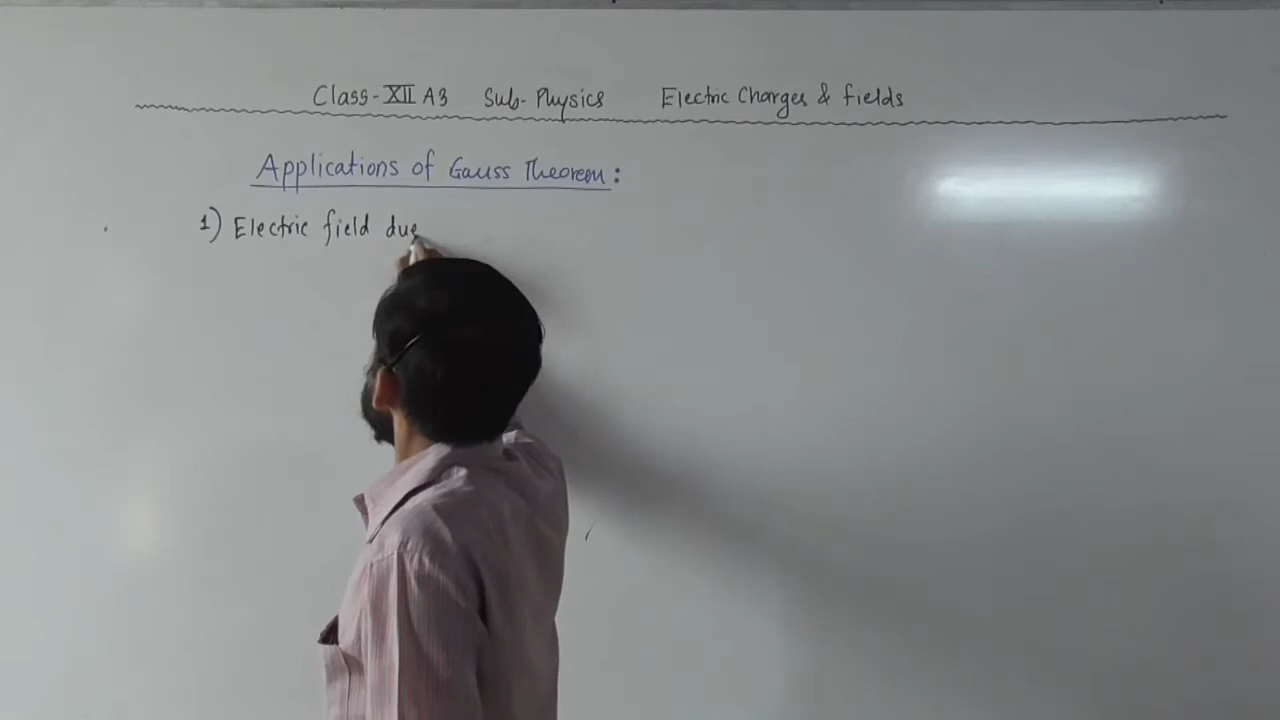 Class-XII A3 Sub-Physics Electric Charges & fields
Applications of Gauss Theorem:
1) Electric field due